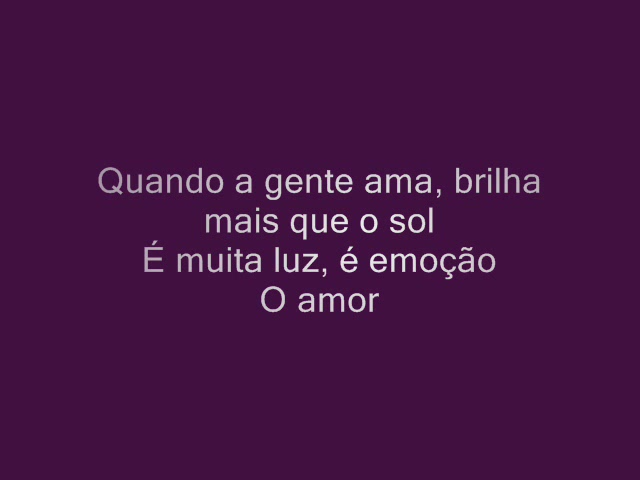 Quando a gente ama, brilha
mais que o sol
É muita luz, é emoção
O amor